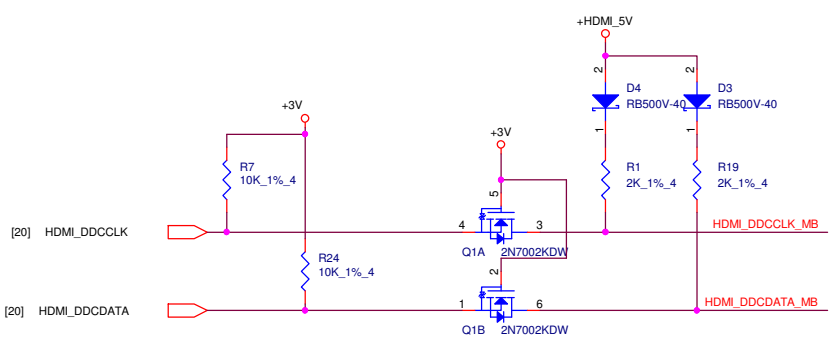 +HDMI_5V
2
2
D4
D3
RB500V-40
RB500V-40
+3V
1
1
+3V
R7
10K_1%_4
R1
2K_1%_4
R19
2K_1%_4
5
[20] HDMI_DDCCLK
4
3
HDMI_DDCCLK_MB
Q1A 2N7002KDW
R24
10K_1%_4
2
[20] HDMI_DDCDATA
1
6
HDMI_DDCDATA_MB
Q1B 2N7002KDW